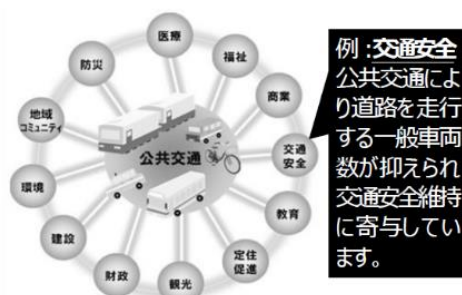 医療
福祉
商業
交通
安全
教育
定住
促進
観光
財政
建設
環境
地域
コミュニティ
防災
公共交通
例：交通安全
公共交通によ
り道路を走行
する一般車両
数が抑えられ
交通安全維持
に寄与してい
ます。